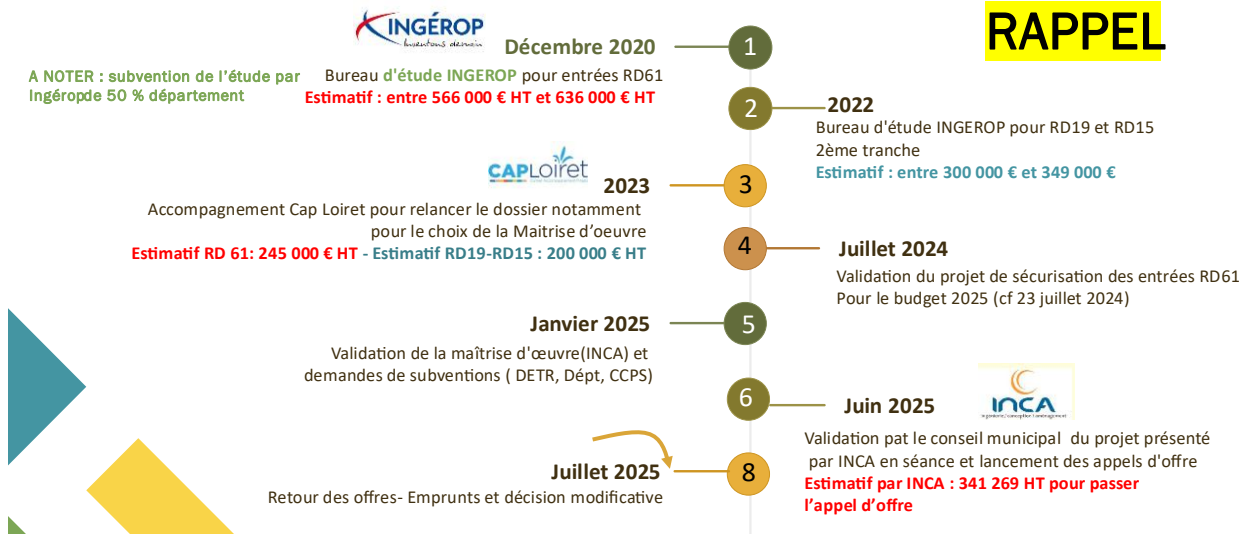 RAPPEL
INGÉROP
Inventons demain
Décembre 2020
1
A NOTER : subvention de l'étude par
Ingéropde 50 % département
Bureau d'étude INGEROP pour entrées RD61
Estimatif : entre 566 000 € HT et 636 000 € HT
2
2022
Bureau d'étude INGEROP pour RD19 et RD15
2ème tranche
Estimatif : entre 300 000 € et 349 000 €
CAPLoiret
2023
3
Accompagnement Cap Loiret pour relancer le dossier notamment
pour le choix de la Maitrise d'oeuvre
Estimatif RD 61: 245 000 € HT - Estimatif RD19-RD15 : 200 000 € HT
4
Juillet 2024
Validation du projet de sécurisation des entrées RD61
Pour le budget 2025 (cf 23 juillet 2024)
Janvier 2025
5
Validation de la maîtrise d'œuvre(INCA) et
demandes de subventions ( DETR, Dépt, CCPS)
6
Juin 2025
INCA
Validation pat le conseil municipal du projet présenté
par INCA en séance et lancement des appels d'offre
Estimatif par INCA : 341 269 HT pour passer
l'appel d'offre
Juillet 2025
8
Retour des offres- Emprunts et décision modificative